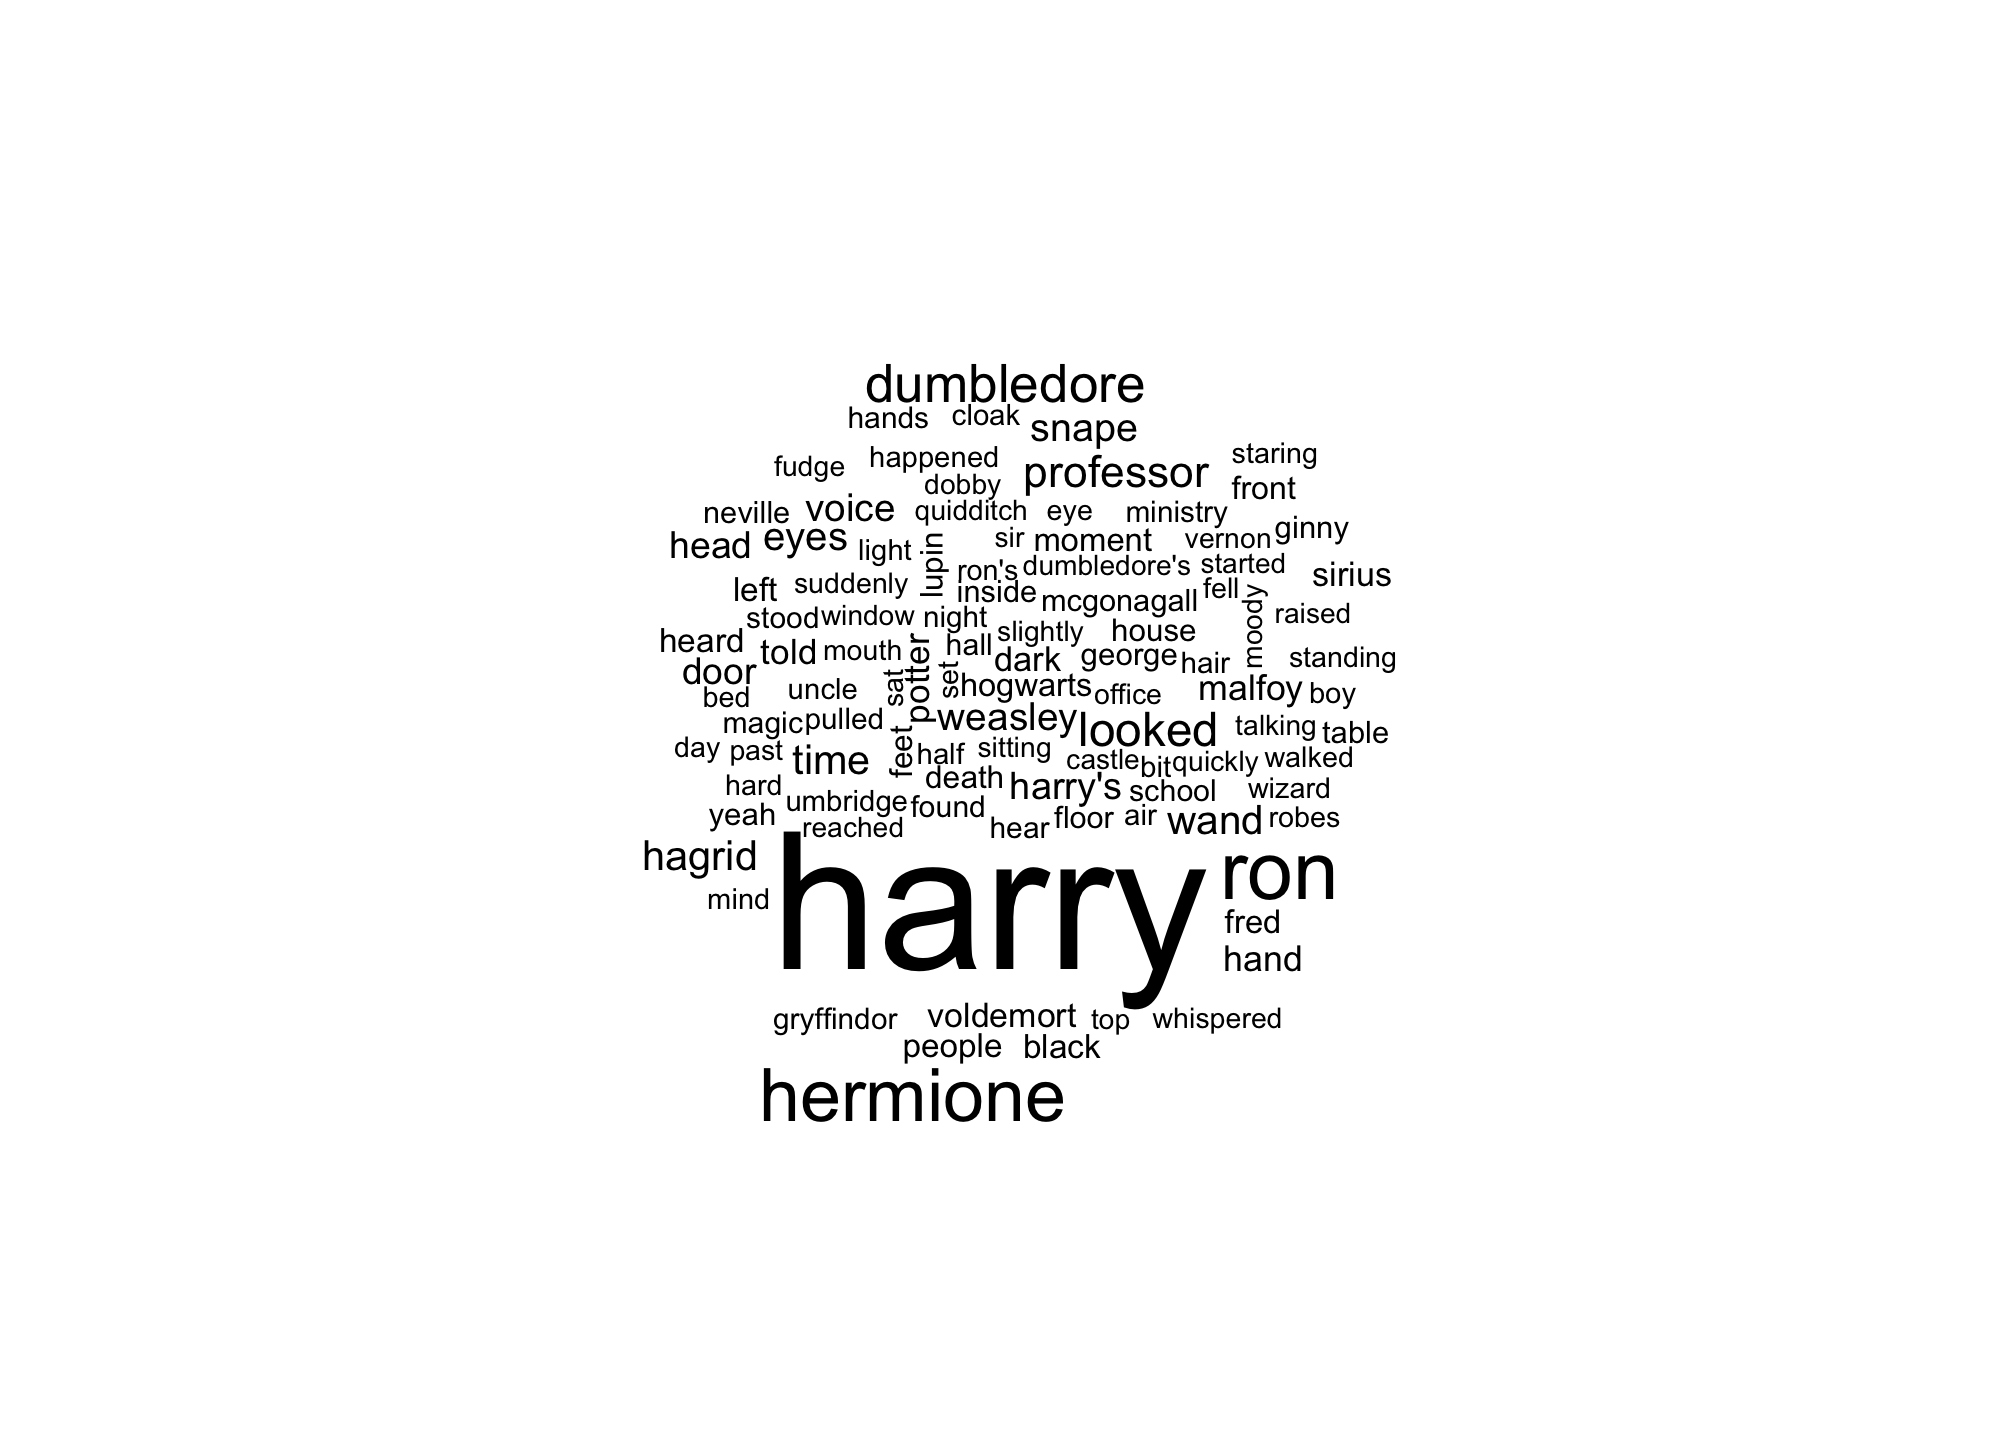 dumbledore
hands cloak snape
fudge happened professor staring
dobby front
neville voice quidditch eye ministry
head eyes light lupin sir moment vernon ginny
ron's dumbledore's started sirius
left suddenly inside mcgonagall fell moody raised
stood window night
heard told mouth potter hall slightly house
door dark george hair standing
bed uncle sat set hogwarts office malfoy boy
magic pulled weasley looked talking table
day past time feet half sitting castle bit quickly walked
hard death harry's school wizard
yeah umbridge found floor air wand robes
reached hear
hagrid harry ron
mind fred
hand
gryffindor voldemort top whispered
people black
hermione